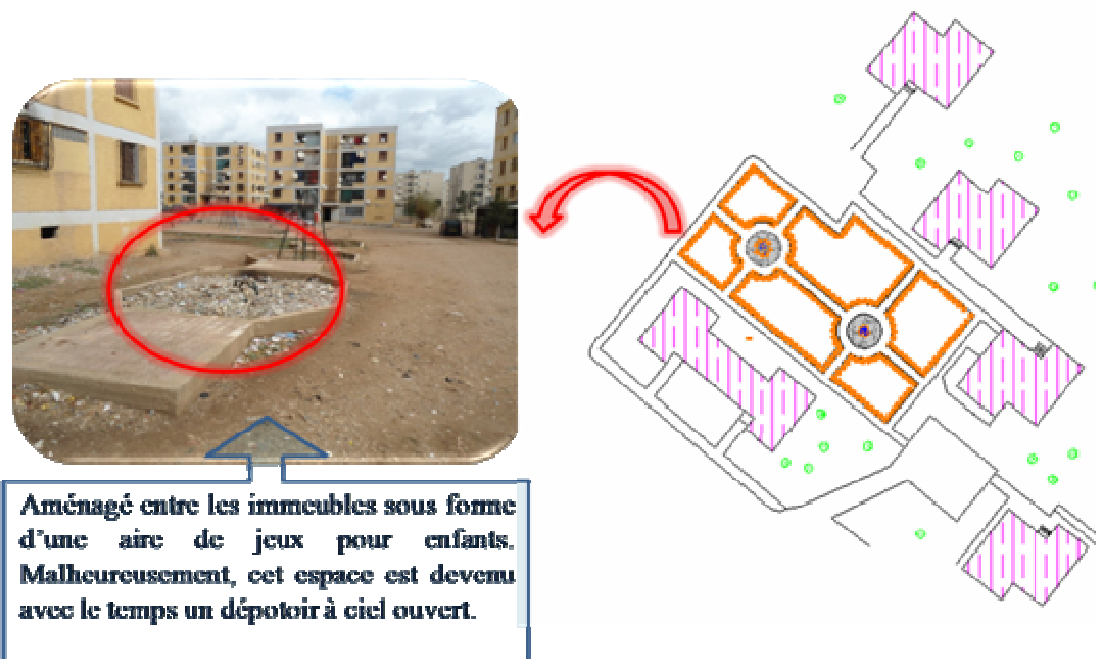 Aménagé entre les immeubles sous forme
d'une aire de jeux pour enfants.
Malheureusement, cet espace est devenu
avec le temps un dépotoir à ciel ouvert.